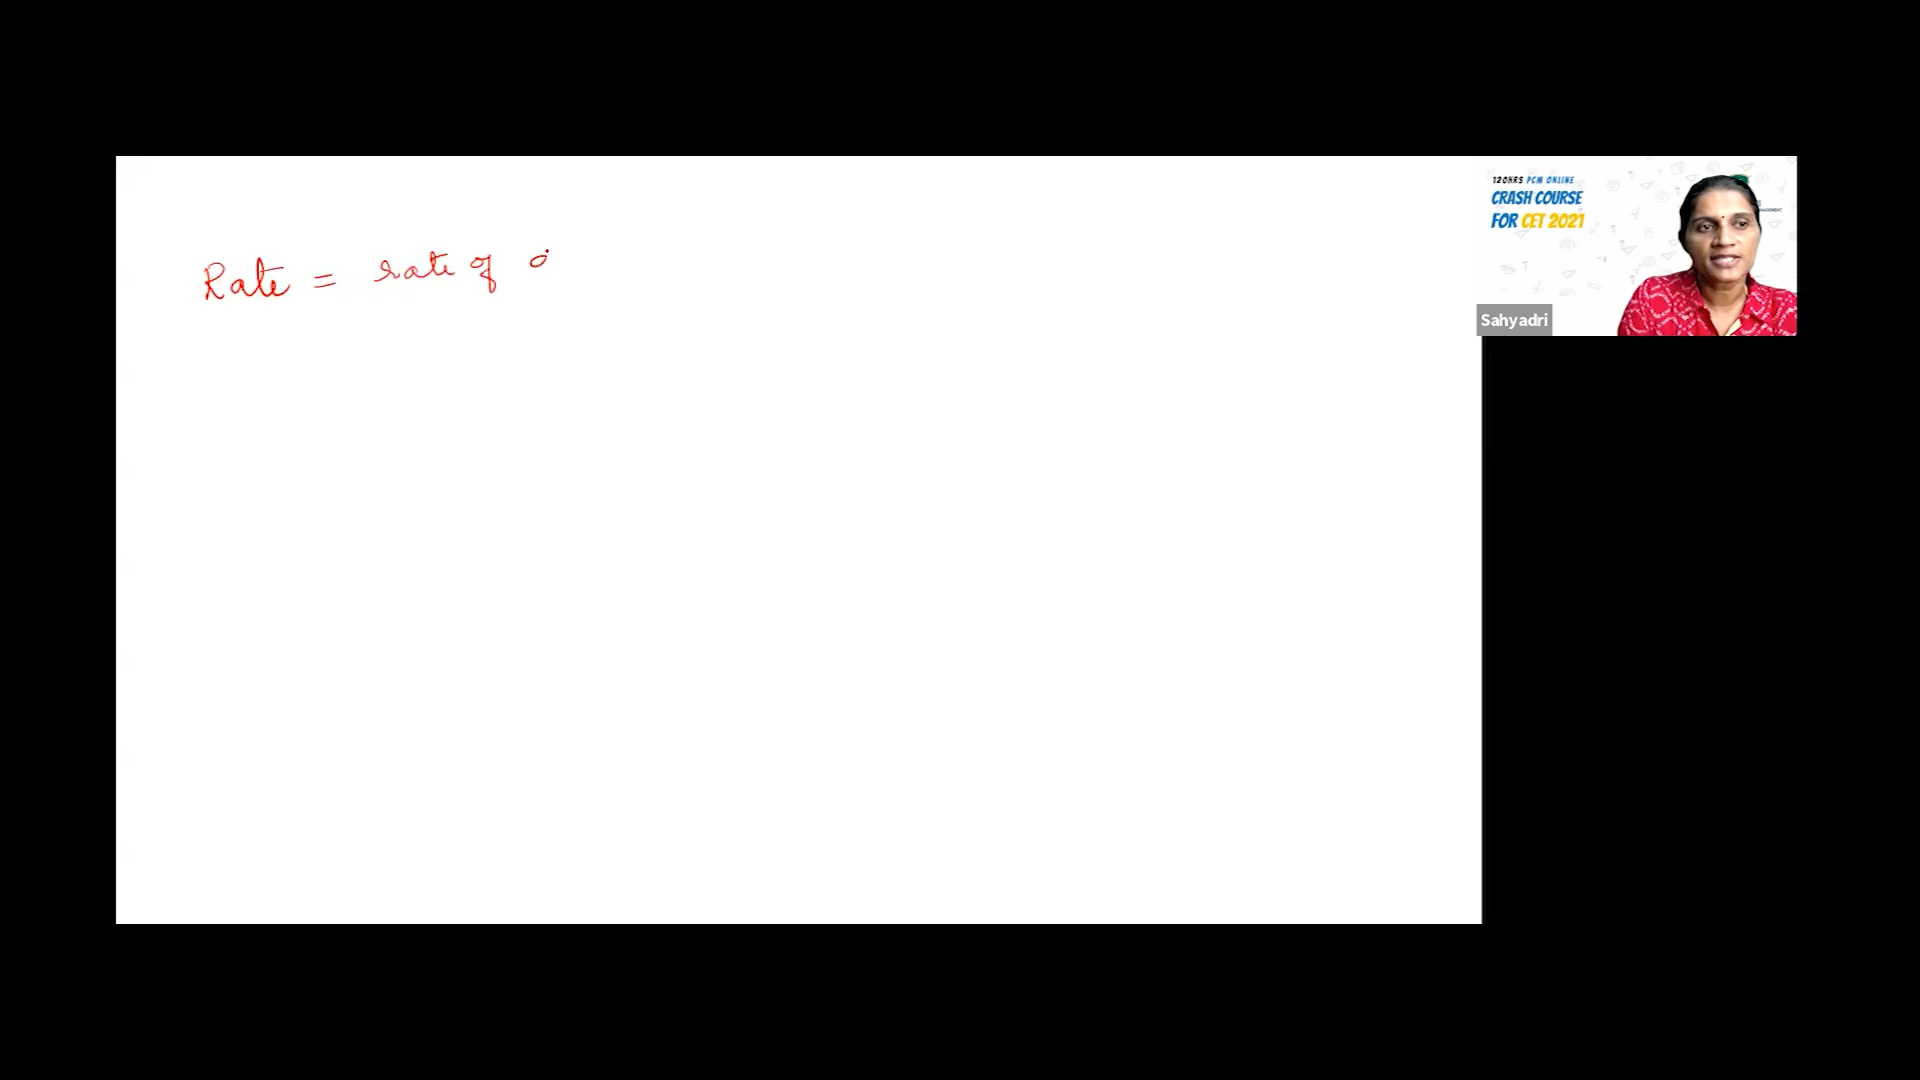 Rate = rate of
120HRS PCM ONLINE
CRASH COURSE
FOR CET 2021
Sahyadri